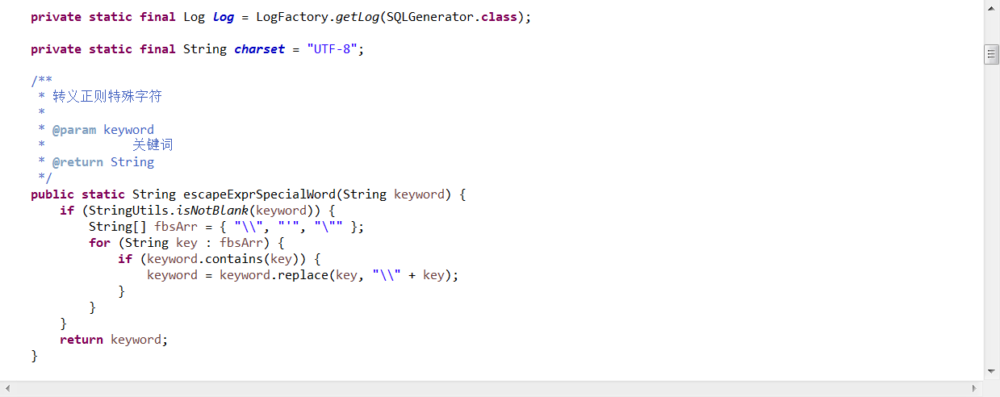 private static final Log log = LogFactory.getLog(SQLGenerator.class);
private static final String charset = "UTF-8";
/**
* 转义正则特殊字符
*
* @param keyword
* 关键词
* @return String
*/
public static String escapeExprSpecialWord(String keyword) {
if (StringUtils.isNotBlank(keyword)) {
String[] fbsArr = { "\\", "'", "\"" };
for (String key : fbsArr) {
if (keyword.contains(key)) {
keyword = keyword.replace(key, "\\" + key);
}
}
}
return keyword;
}